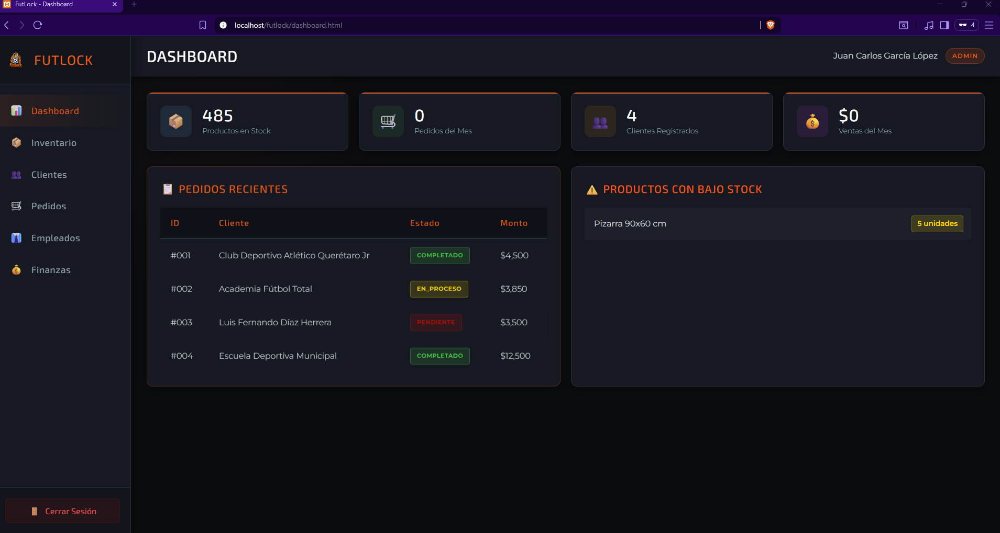 FutLock - Dashboard
localhost/futlock/dashboard.html
4
FutLock
FUTLOCK
DASHBOARD
Juan Carlos García López
ADMIN
Dashboard
Inventario
Clientes
Pedidos
Empleados
Finanzas
Cerrar Sesión
485
Productos en Stock
0
Pedidos del Mes
4
Clientes Registrados
$0
Ventas del Mes
PEDIDOS RECIENTES
ID Cliente Estado Monto
#001 Club Deportivo Atlético Querétaro Jr COMPLETADO $4,500
#002 Academia Fútbol Total EN_PROCESO $3,850
#003 Luis Fernando Díaz Herrera PENDIENTE $3,500
#004 Escuela Deportiva Municipal COMPLETADO $12,500
PRODUCTOS CON BAJO STOCK
Pizarra 90x60 cm 5 unidades